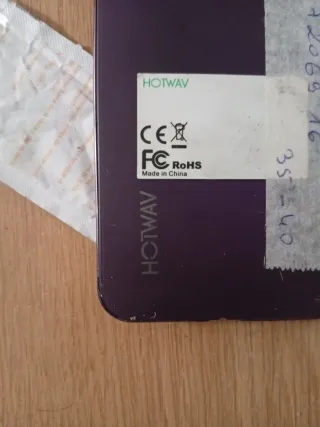 HOTWAV
CE
FC RoHS
Made in China
HOTWAV
35-40